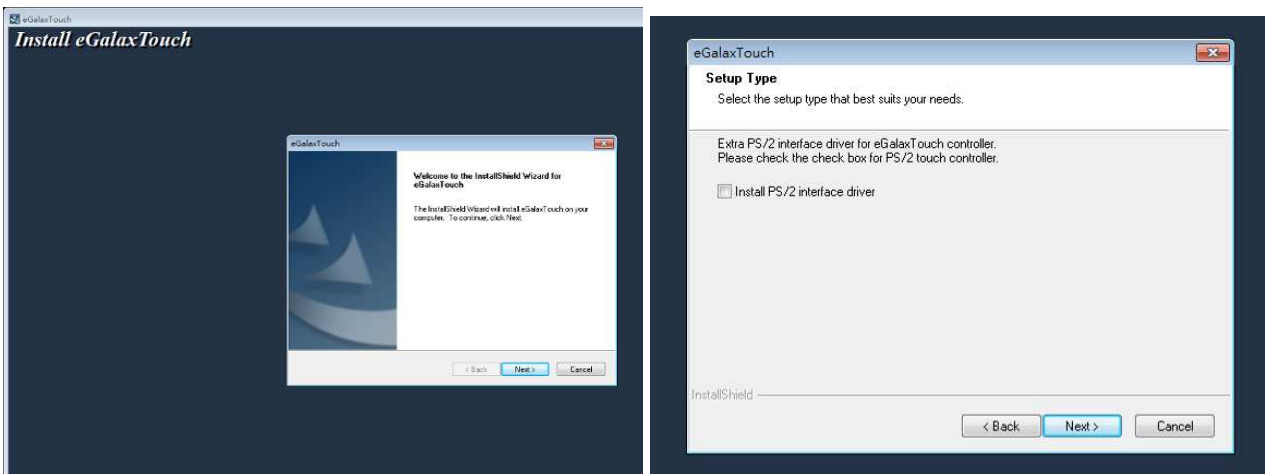 eGalaxTouch
Install eGalaxTouch
eGalaxTouch
Welcome to the InstallShield Wizard for
eGalaxTouch
The InstallShield Wizard will install eGalaxTouch on your
computer. To continue, click Next.
< Back Next > Cancel
eGalaxTouch
Setup Type
Select the setup type that best suits your needs.
Extra PS/2 interface driver for eGalaxTouch controller.
Please check the check box for PS/2 touch controller.
Install PS/2 interface driver
InstallShield
< Back Next > Cancel